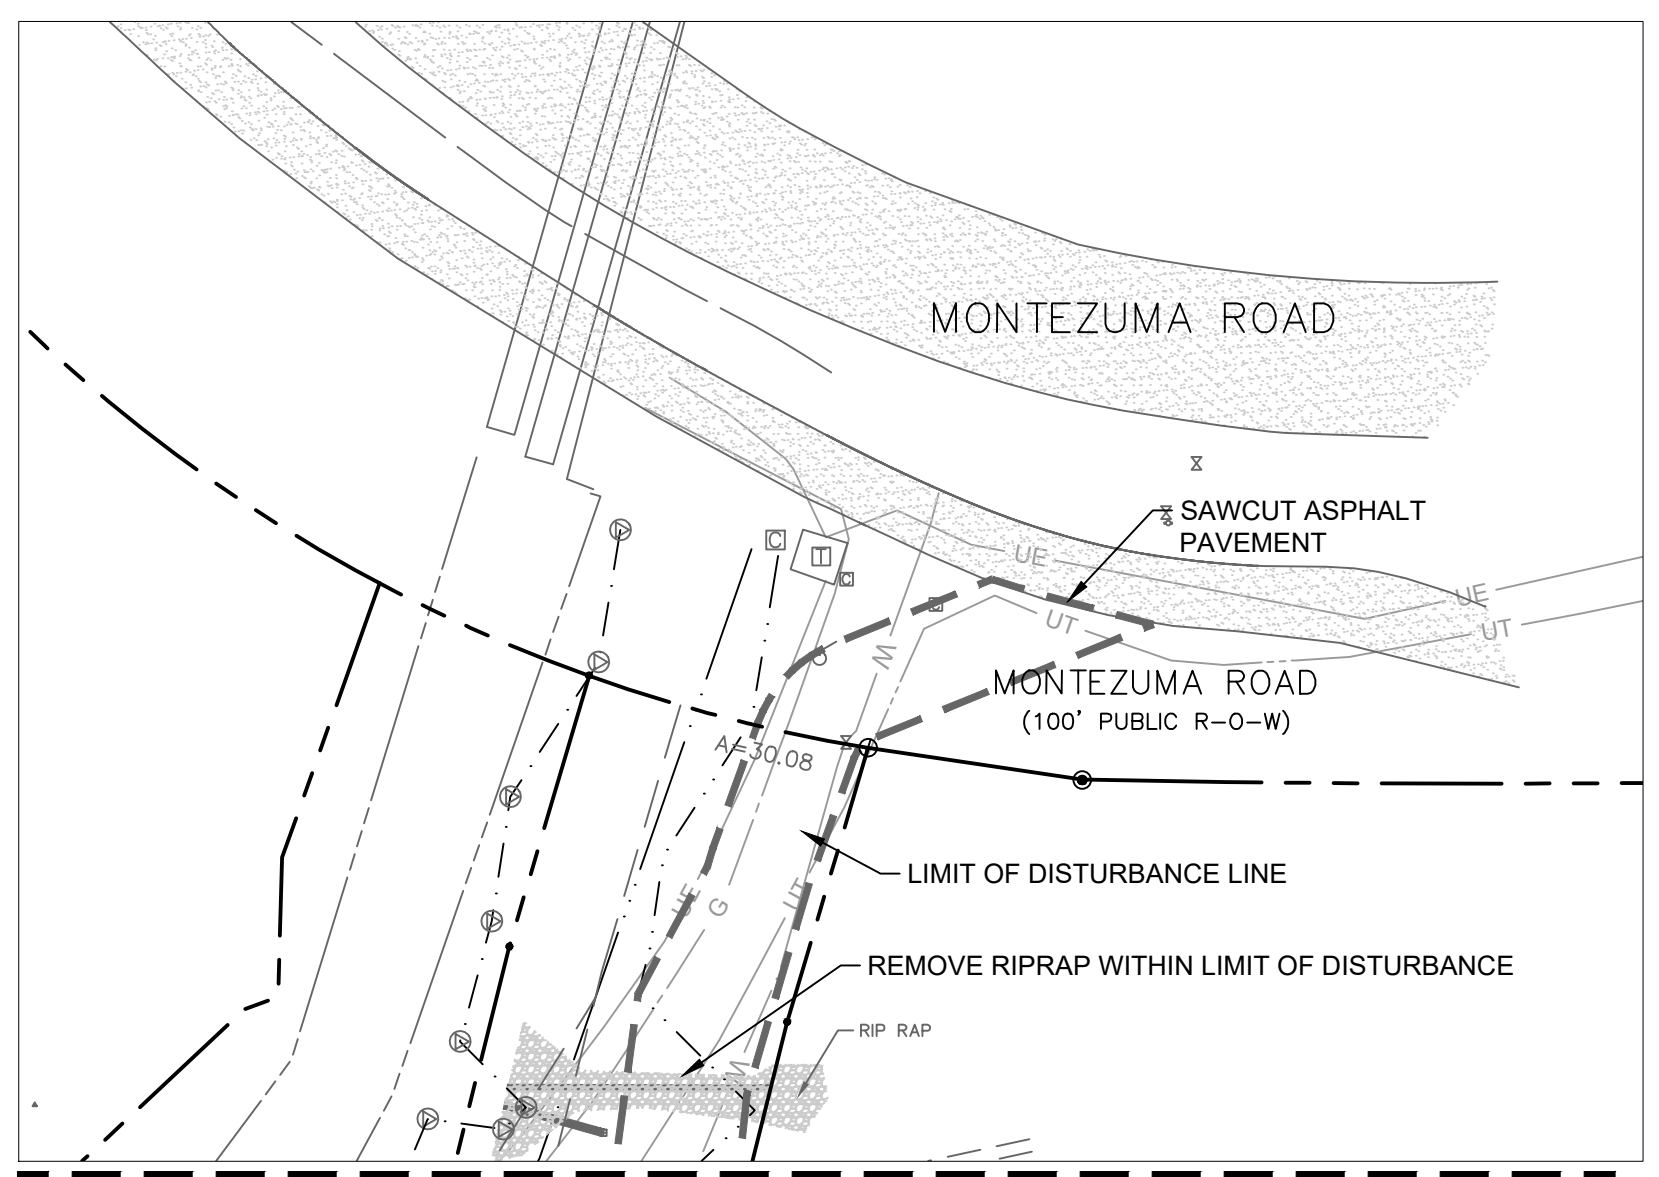 MONTEZUMA ROAD
SAWCUT ASPHALT
PAVEMENT
C
T
C
C
UE
UE
UT
UT
W
MONTEZUMA ROAD
(100' PUBLIC R-O-W)
A=30.08
LIMIT OF DISTURBANCE LINE
UE
G
UT
REMOVE RIPRAP WITHIN LIMIT OF DISTURBANCE
RIP RAP
W